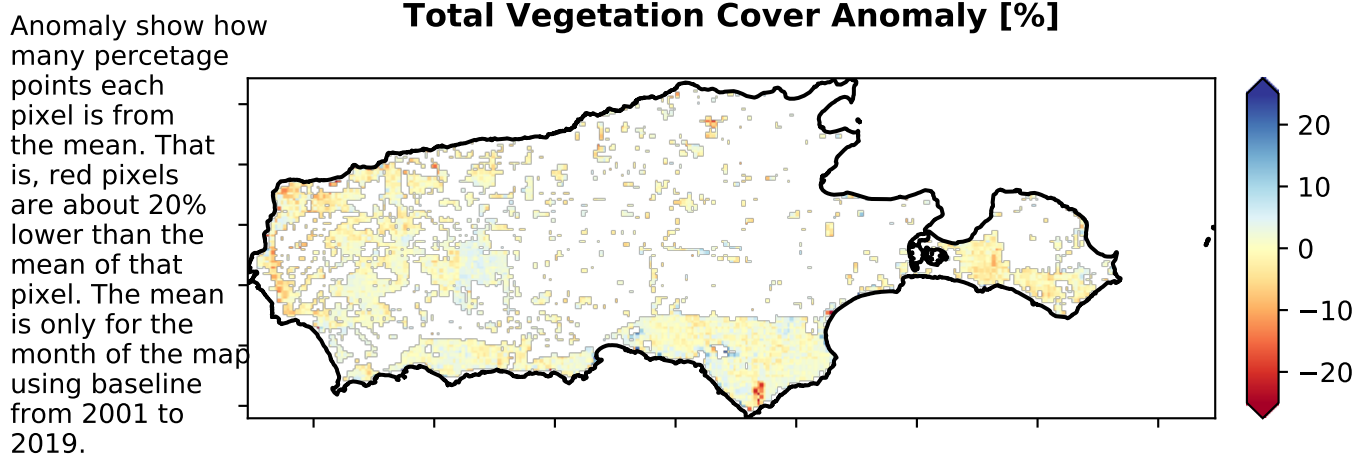 Total Vegetation Cover Anomaly [%]
Anomaly show how
many percetage
points each
pixel is from
the mean. That
is, red pixels
are about 20%
lower than the
mean of that
pixel. The mean
is only for the
month of the map
using baseline
from 2001 to
2019.
20
10
0
−10
−20